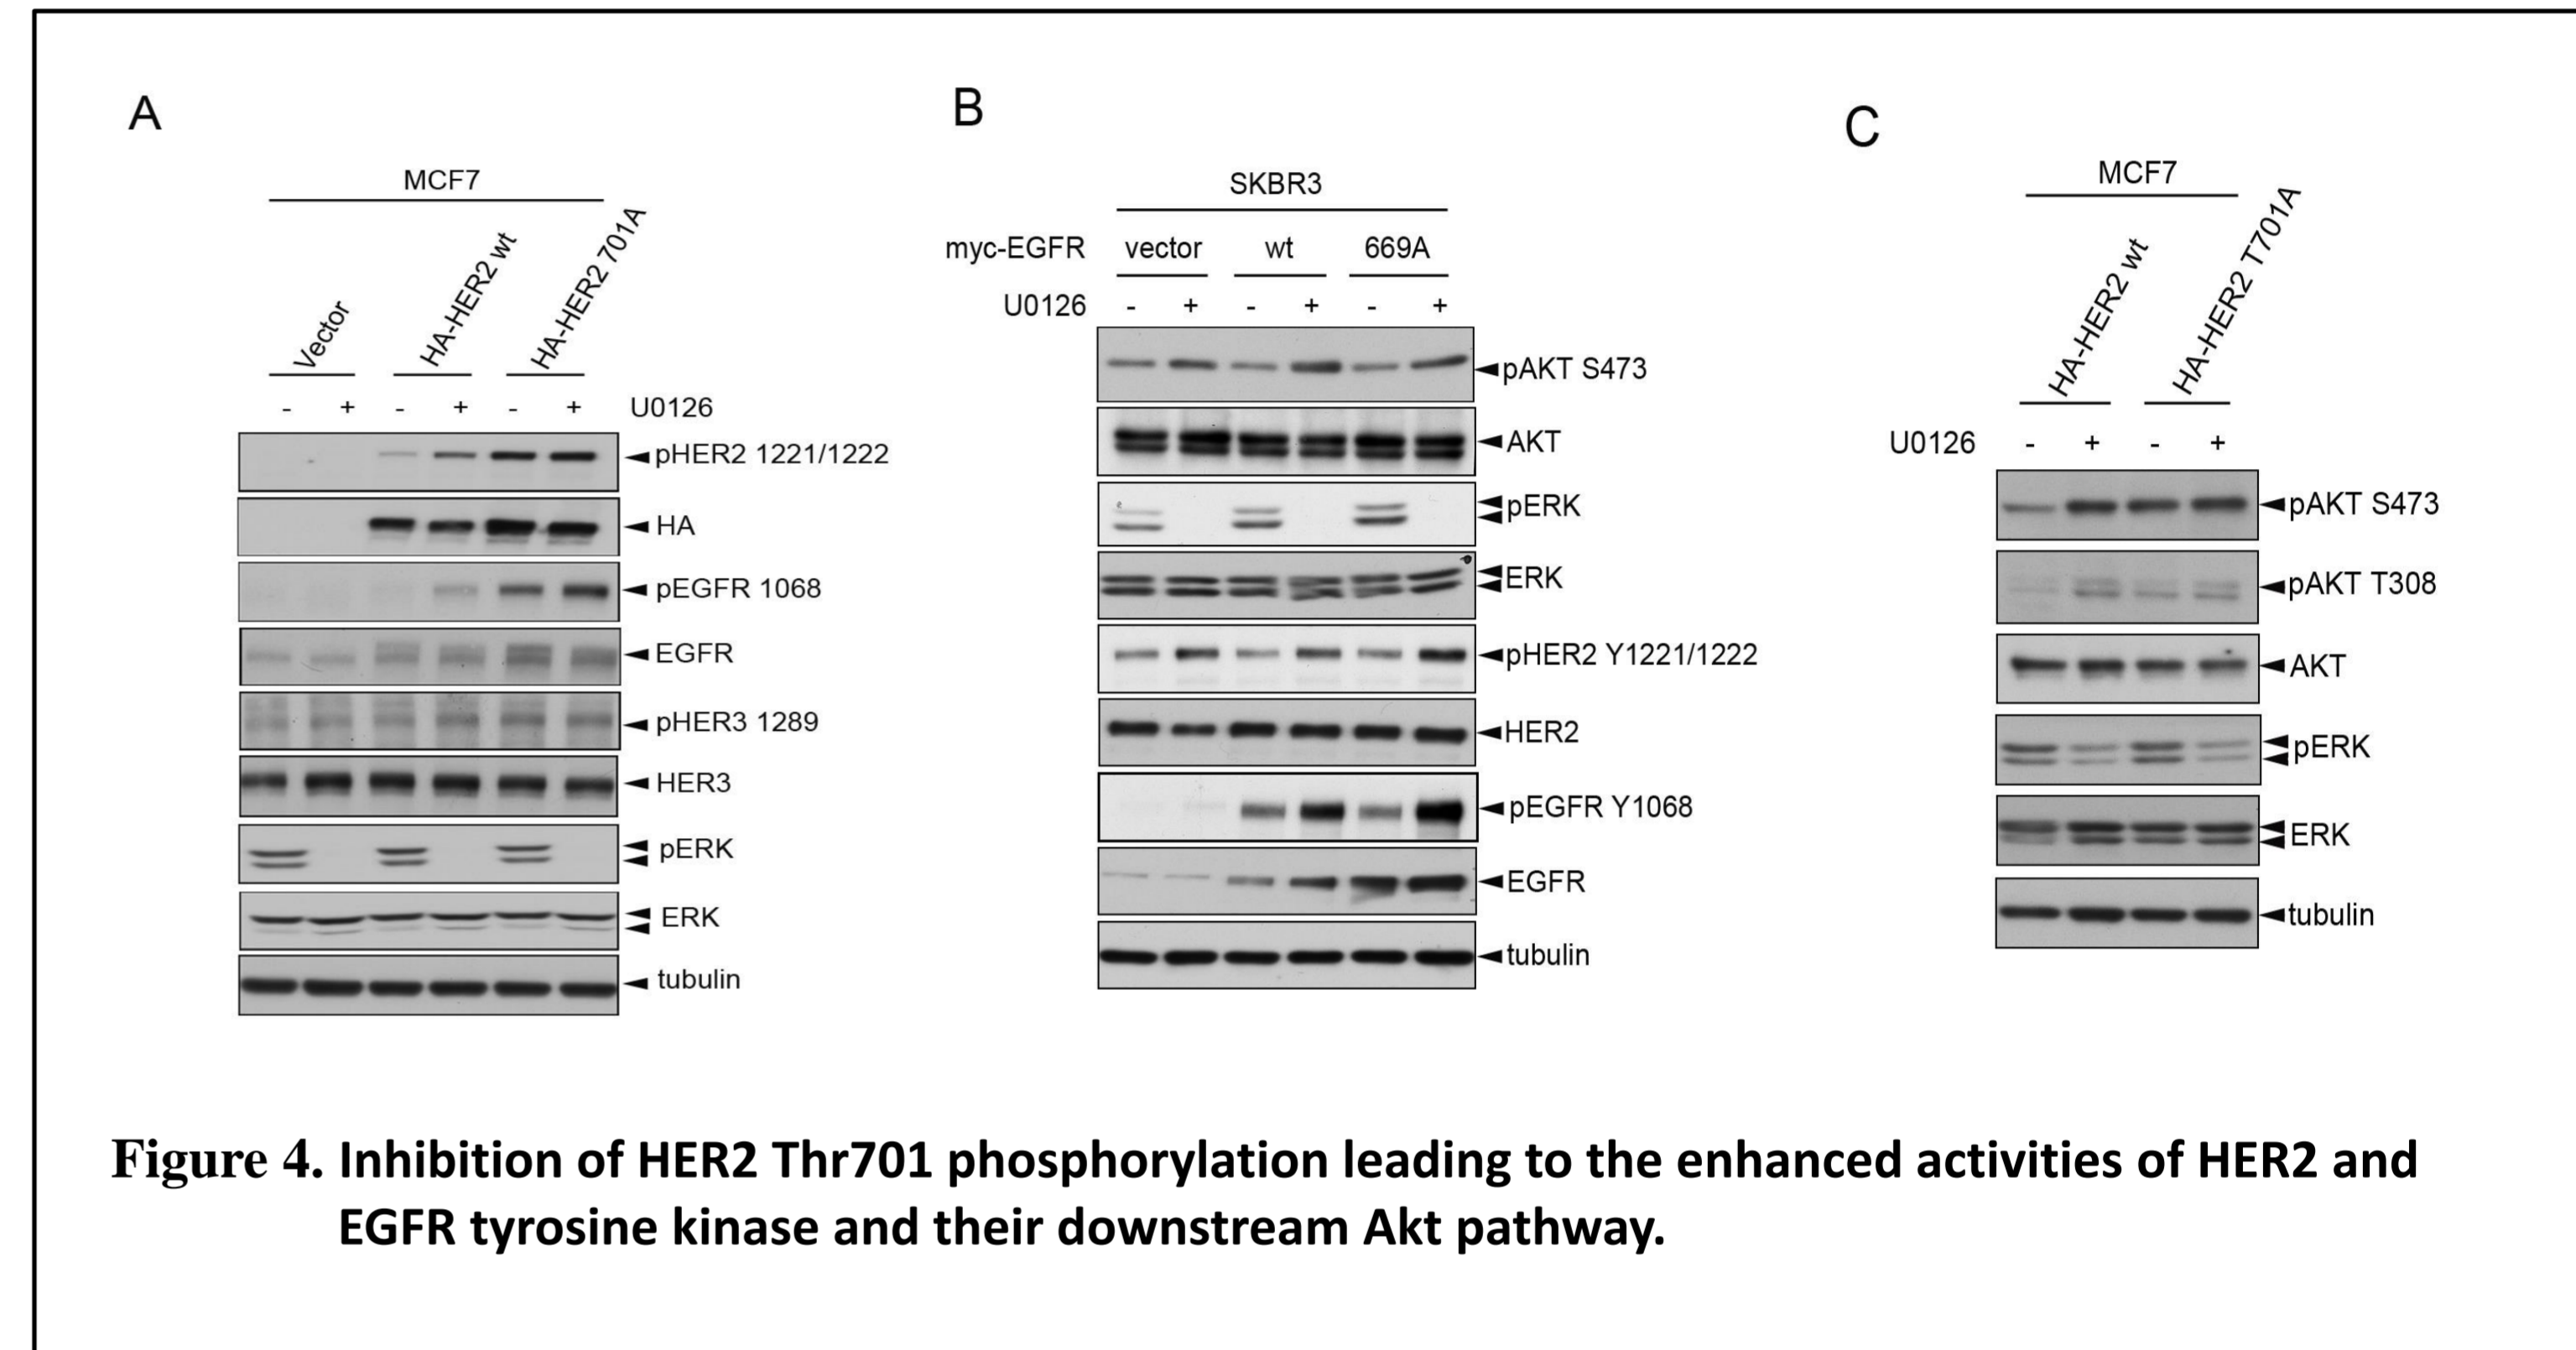 A
MCF7
Vector
HA-HER2 wt
HA-HER2 701A
- + - + - + U0126
pHER2 1221/1222
HA
pEGFR 1068
EGFR
pHER3 1289
HER3
pERK
ERK
tubulin
B
SKBR3
myc-EGFR vector wt 669A
U0126 - + - + - +
pAKT S473
AKT
pERK
ERK
pHER2 Y1221/1222
HER2
pEGFR Y1068
EGFR
tubulin
C
MCF7
HA-HER2 wt
HA-HER2 T701A
U0126 - + - +
pAKT S473
pAKT T308
AKT
pERK
ERK
tubulin
Figure 4. Inhibition of HER2 Thr701 phosphorylation leading to the enhanced activities of HER2 and
EGFR tyrosine kinase and their downstream Akt pathway.